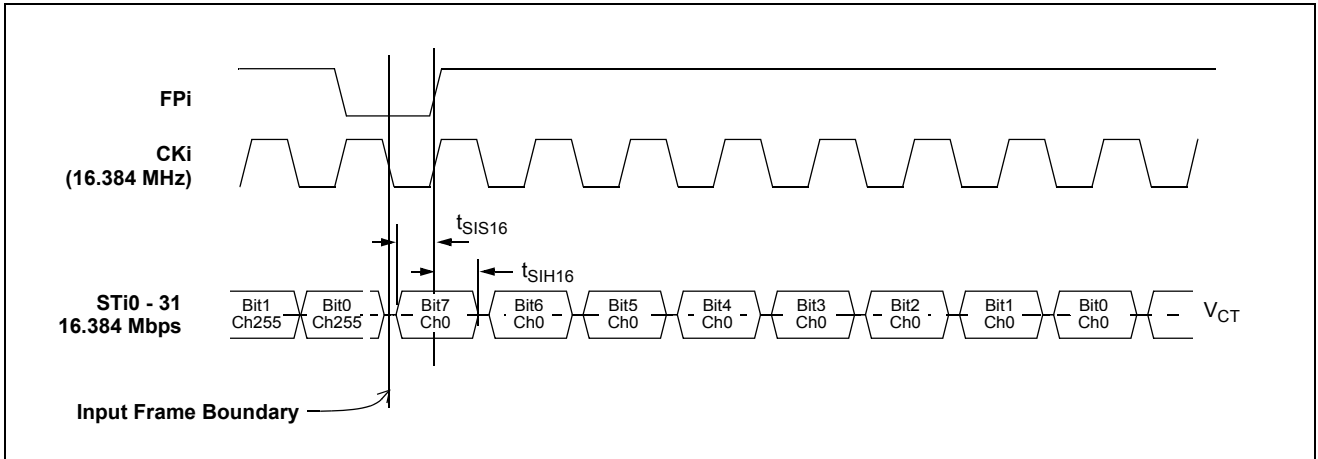 FPi
CKi
(16.384 MHz)
tSIS16
tSIH16
STi0 - 31
16.384 Mbps
Bit1 Bit0 Bit7 Bit6 Bit5 Bit4 Bit3 Bit2 Bit1 Bit0
Ch255 Ch255 Ch0 Ch0 Ch0 Ch0 Ch0 Ch0 Ch0 Ch0
VCT
Input Frame Boundary